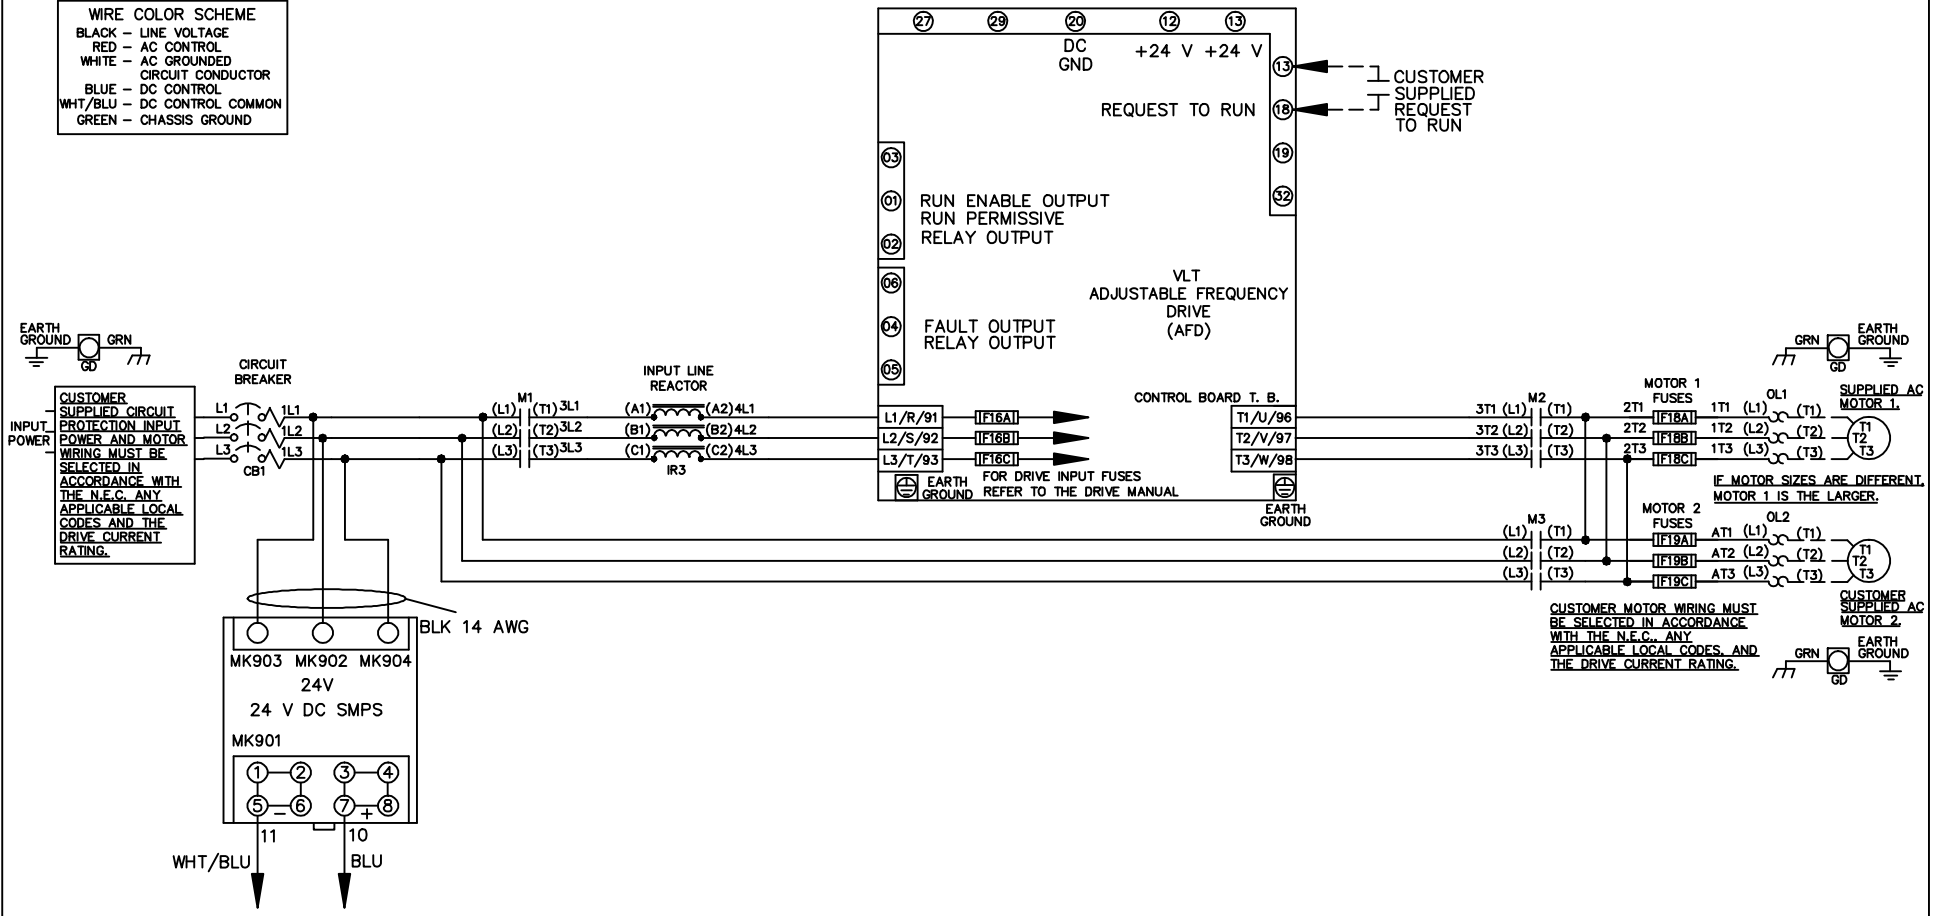 WIRE COLOR SCHEME
BLACK – LINE VOLTAGE
RED – AC CONTROL
WHITE – AC GROUNDED
CIRCUIT CONDUCTOR
BLUE – DC CONTROL
WHT/BLU – DC CONTROL COMMON
GREEN – CHASSIS GROUND
27 29 20 12 13
DC
GND
+24 V +24 V
13
REQUEST TO RUN 18
19
32
CUSTOMER
SUPPLIED
REQUEST
TO RUN
03
01
02
RUN ENABLE OUTPUT
RUN PERMISSIVE
RELAY OUTPUT
06
04
05
FAULT OUTPUT
RELAY OUTPUT
VLT
ADJUSTABLE FREQUENCY
DRIVE
(AFD)
EARTH
GROUND
GRN
GD
INPUT
POWER
CUSTOMER
SUPPLIED CIRCUIT
PROTECTION INPUT
POWER AND MOTOR
WIRING MUST BE
SELECTED IN
ACCORDANCE WITH
THE N.E.C. ANY
APPLICABLE LOCAL
CODES AND THE
DRIVE CURRENT
RATING.
CIRCUIT
BREAKER
L1 1L1
L2 1L2
L3 1L3
CB1
M1
(L1) (T1) 3L1
(L2) (T2) 3L2
(L3) (T3) 3L3
INPUT LINE
REACTOR
(A1) (A2) 4L1
(B1) (B2) 4L2
(C1) (C2) 4L3
IR3
L1/R/91 F16A
L2/S/92 F16B
L3/T/93 F16C
EARTH
GROUND
FOR DRIVE INPUT FUSES
REFER TO THE DRIVE MANUAL
CONTROL BOARD T. B.
T1/U/96
T2/V/97
T3/W/98
EARTH
GROUND
M2
3T1 (L1) (T1)
3T2 (L2) (T2)
3T3 (L3) (T3)
MOTOR 1
FUSES
2T1 F18A 1T1
2T2 F18B 1T2
2T3 F18C 1T3
OL1
(L1) (T1)
(L2) (T2)
(L3) (T3)
T1
T2
T3
GRN
GD
EARTH
GROUND
SUPPLIED AC
MOTOR 1.
IF MOTOR SIZES ARE DIFFERENT,
MOTOR 1 IS THE LARGER.
M3
(L1) (T1)
(L2) (T2)
(L3) (T3)
MOTOR 2
FUSES
F19A AT1
F19B AT2
F19C AT3
OL2
(L1) (T1)
(L2) (T2)
(L3) (T3)
T1
T2
T3
CUSTOMER
SUPPLIED AC
MOTOR 2.
CUSTOMER MOTOR WIRING MUST
BE SELECTED IN ACCORDANCE
WITH THE N.E.C., ANY
APPLICABLE LOCAL CODES, AND
THE DRIVE CURRENT RATING.
GRN
GD
EARTH
GROUND
BLK 14 AWG
MK903 MK902 MK904
24V
24 V DC SMPS
MK901
1 2 3 4
5 – 6 7 + 8
11 10
WHT/BLU BLU